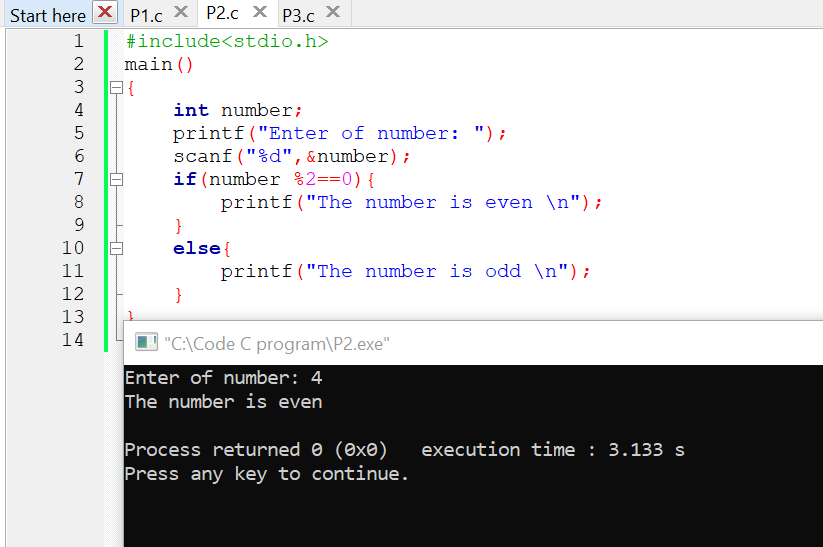 Start here P1.c P2.c P3.c
1 #include<stdio.h>
2 main()
3 {
4 int number;
5 printf("Enter of number: ");
6 scanf("%d",&number);
7 if(number %2==0){
8 printf("The number is even \n");
9 }
10 else{
11 printf("The number is odd \n");
12 }
13 }
14
"C:\Code C program\P2.exe"
Enter of number: 4
The number is even
Process returned 0 (0x0) execution time : 3.133 s
Press any key to continue.